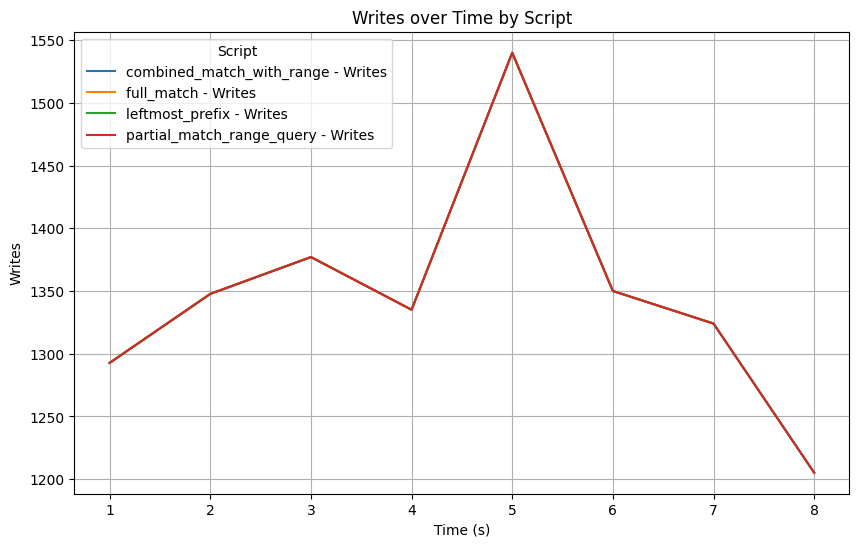 Writes over Time by Script
Script
combined_match_with_range - Writes
full_match - Writes
leftmost_prefix - Writes
partial_match_range_query - Writes
Writes
1550
1500
1450
1400
1350
1300
1250
1200
1 2 3 4 5 6 7 8
Time (s)